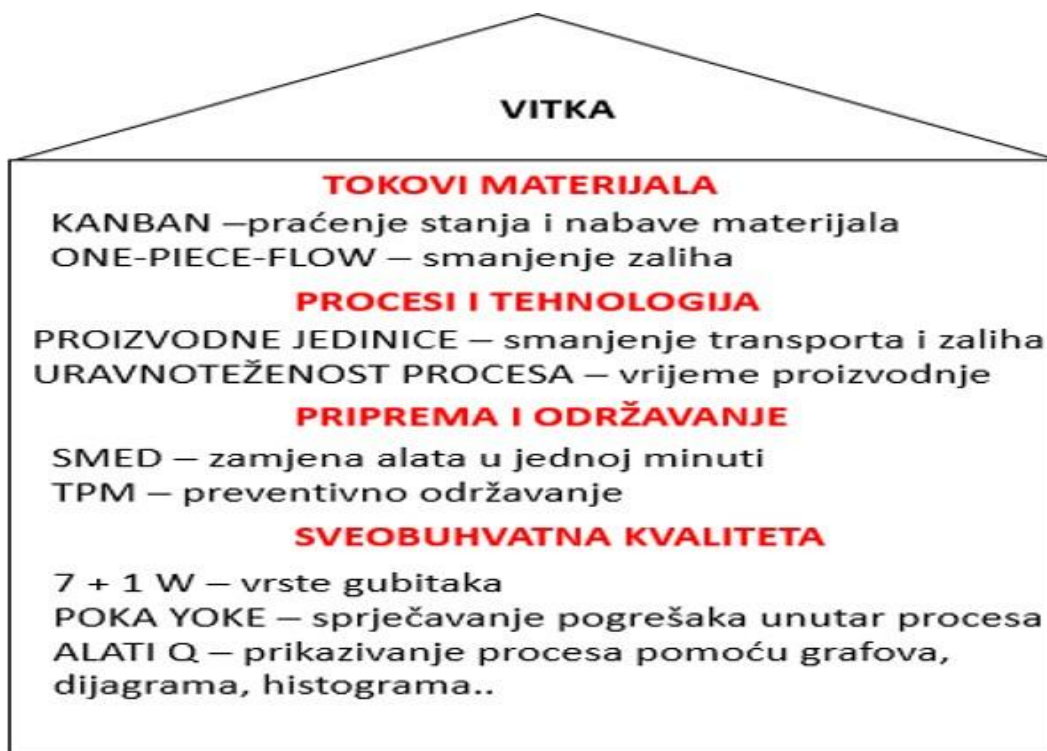 VITKA
TOKOVI MATERIJALA
KANBAN –praćenje stanja i nabave materijala
ONE-PIECE-FLOW – smanjenje zaliha
PROCESI I TEHNOLOGIJA
PROIZVODNE JEDINICE – smanjenje transporta i zaliha
URAVNOTEŽENOST PROCESA – vrijeme proizvodnje
PRIPREMA I ODRŽAVANJE
SMED – zamjena alata u jednoj minuti
TPM – preventivno održavanje
SVEOBUHVATNA KVALITETA
7 + 1 W – vrste gubitaka
POKA YOKE – sprječavanje pogrešaka unutar procesa
ALATI Q – prikazivanje procesa pomoću grafova,
dijagrama, histograma..